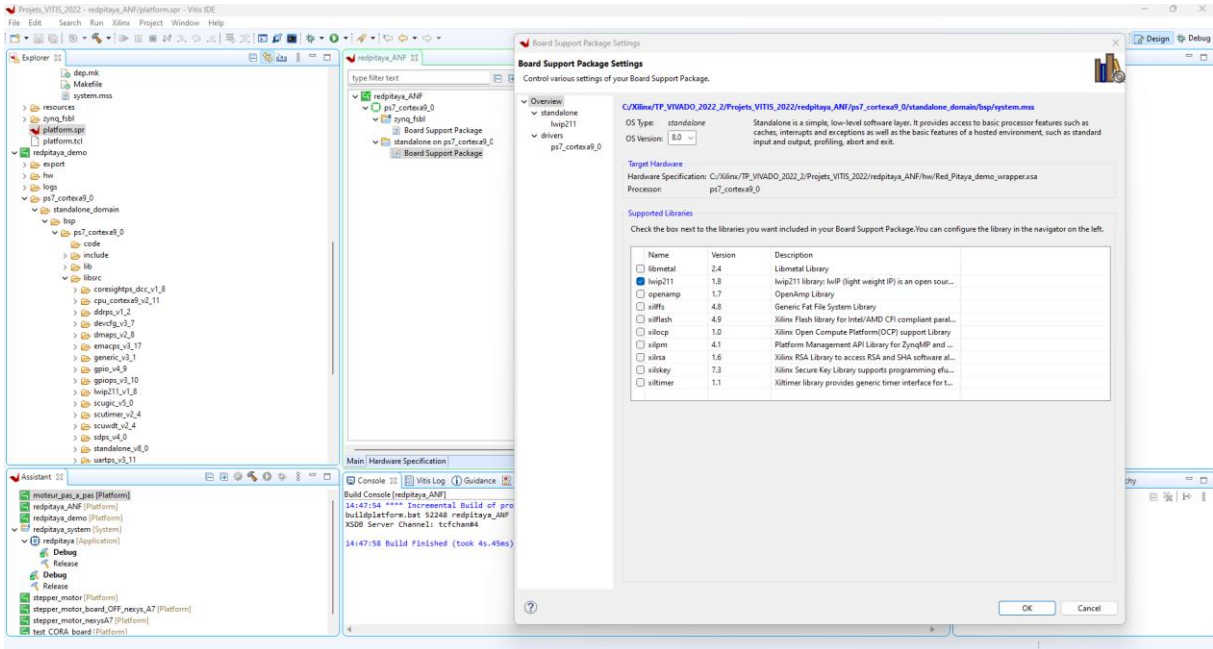 Projets_VITIS_2022 - redpitaya_ANF/platform.spr - Vitis IDE
File Edit Search Run Xilinx Project Window Help
Design Debug
Explorer
dep.mk
Makefile
system.mss
resources
zynq_fsbl
platform.spr
platform.tcl
redpitaya_demo
export
hw
logs
ps7_cortexa9_0
standalone_domain
bsp
ps7_cortexa9_0
code
include
lib
libsrc
coresightps_dcc_v1_8
cpu_cortexa9_v2_11
ddrps_v1_2
devcfg_v3_7
dmaps_v2_8
emacps_v3_17
generic_v3_1
gpio_v4_9
gpiops_v3_10
lwip211_v1_8
scugic_v5_0
scutimer_v2_4
scuwdt_v2_4
sdps_v4_0
standalone_v8_0
uartps_v3_11
redpitaya_ANF
type filter text
redpitaya_ANF
ps7_cortexa9_0
zynq_fsbl
Board Support Package
standalone on ps7_cortexa9_0
Board Support Package
Main Hardware Specification
Assistant
moteur_pas_a_pas [Platform]
redpitaya_ANF [Platform]
redpitaya_demo [Platform]
redpitaya_system [System]
redpitaya [Application]
Debug
Release
Debug
Release
stepper_motor [Platform]
stepper_motor_board_OFF_nexys_A7 [Platform]
stepper_motor_nexysA7 [Platform]
test_CORA_board [Platform]
Console Vitis Log Guidance
Build Console [redpitaya_ANF]
14:47:54 **** Incremental Build of pro
buildplatform.bat 52248 redpitaya_ANF
XSDB Server Channel: tcfchan#4
14:47:58 Build Finished (took 4s.45ms)
Board Support Package Settings
Board Support Package Settings
Control various settings of your Board Support Package.
Overview
standalone
lwip211
drivers
ps7_cortexa9_0
C:/Xilinx/TP_VIVADO_2022_2/Projets_VITIS_2022/redpitaya_ANF/ps7_cortexa9_0/standalone_domain/bsp/system.mss
OS Type: standalone
OS Version: 8.0
Standalone is a simple, low-level software layer. It provides access to basic processor features such as
caches, interrupts and exceptions as well as the basic features of a hosted environment, such as standard
input and output, profiling, abort and exit.
Target Hardware
Hardware Specification: C:/Xilinx/TP_VIVADO_2022_2/Projets_VITIS_2022/redpitaya_ANF/hw/Red_Pitaya_demo_wrapper.xsa
Processor: ps7_cortexa9_0
Supported Libraries
Check the box next to the libraries you want included in your Board Support Package.You can configure the library in the navigator on the left.
Name Version Description
libmetal 2.4 Libmetal Library
lwip211 1.8 lwip211 library: lwIP (light weight IP) is an open sour...
openamp 1.7 OpenAmp Library
xilffs 4.8 Generic Fat File System Library
xilflash 4.9 Xilinx Flash library for Intel/AMD CFI compliant paral...
xilocp 1.0 Xilinx Open Compute Platform(OCP) support Library
xilpm 4.1 Platform Management API Library for ZynqMP and ...
xilrsa 1.6 Xilinx RSA Library to access RSA and SHA software al...
xilskey 7.3 Xilinx Secure Key Library supports programming efu...
xiltimer 1.1 Xiltimer library provides generic timer interface for t...
OK Cancel